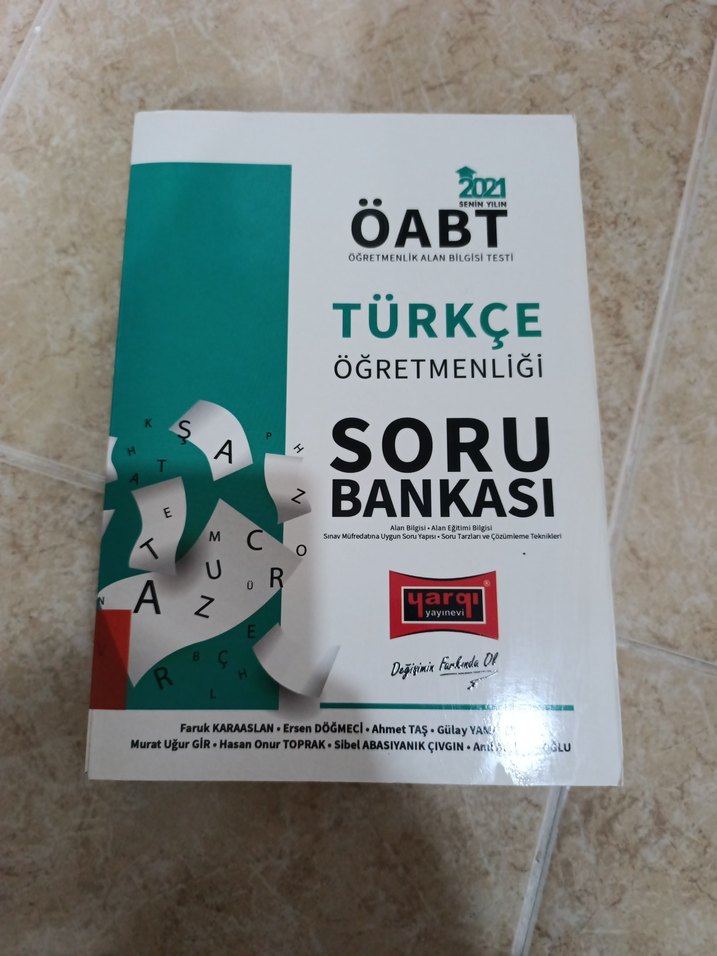 2021
SENİN YILIN
ÖABT
ÖĞRETMENLİK ALAN BİLGİSİ TESTİ
TÜRKÇE
ÖĞRETMENLİĞİ
SORU
BANKASI
Alan Bilgisi • Alan Eğitimi Bilgisi
Sınav Müfredatına Uygun Soru Yapısı • Soru Tarzları ve Çözümleme Teknikleri
yargı
yayınevi
Değişimin Farkında Ol
Faruk KARAASLAN • Ersen DÖĞMECİ • Ahmet TAŞ • Gülay
Murat Uğur GİR • Hasan Onur TOPRAK • Sibel ABASIYANIK ÇIVGIN •